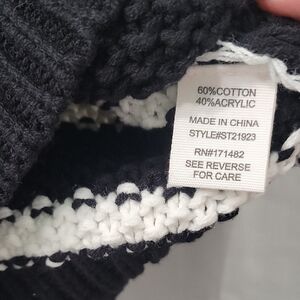 60%COTTON
40%ACRYLIC
MADE IN CHINA
STYLE#ST21923
RN#171482
SEE REVERSE
FOR CARE